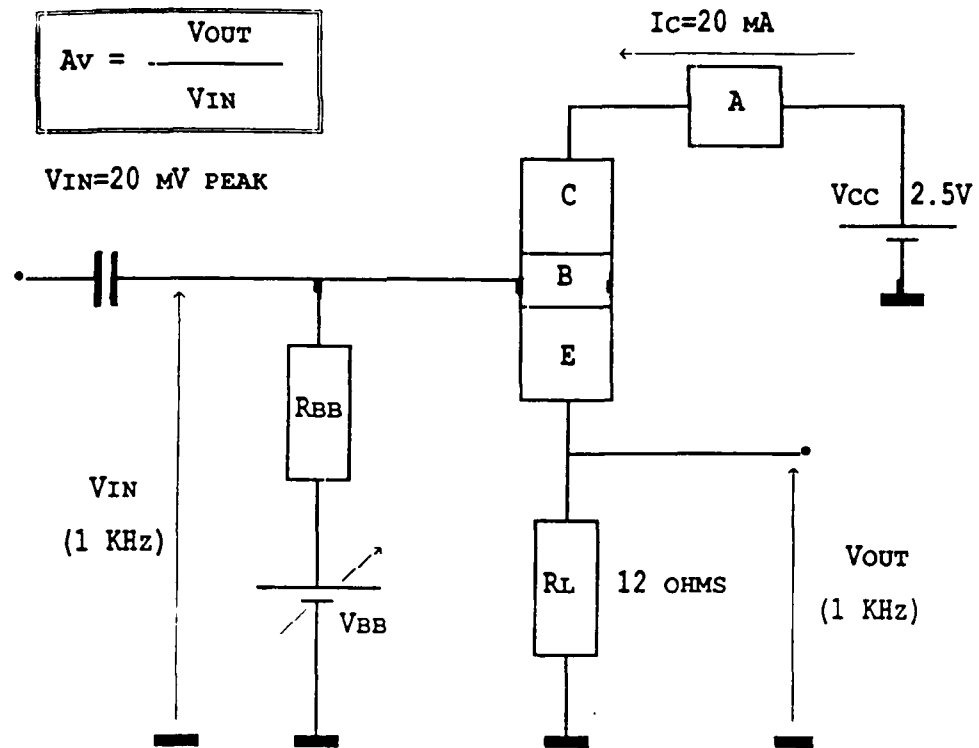 Av = VOUT
VIN
VIN=20 MV PEAK
IC=20 MA
A
C
VCC 2.5V
B
E
RBB
VIN
(1 KHz)
RL 12 OHMS
VOUT
(1 KHz)
VBB